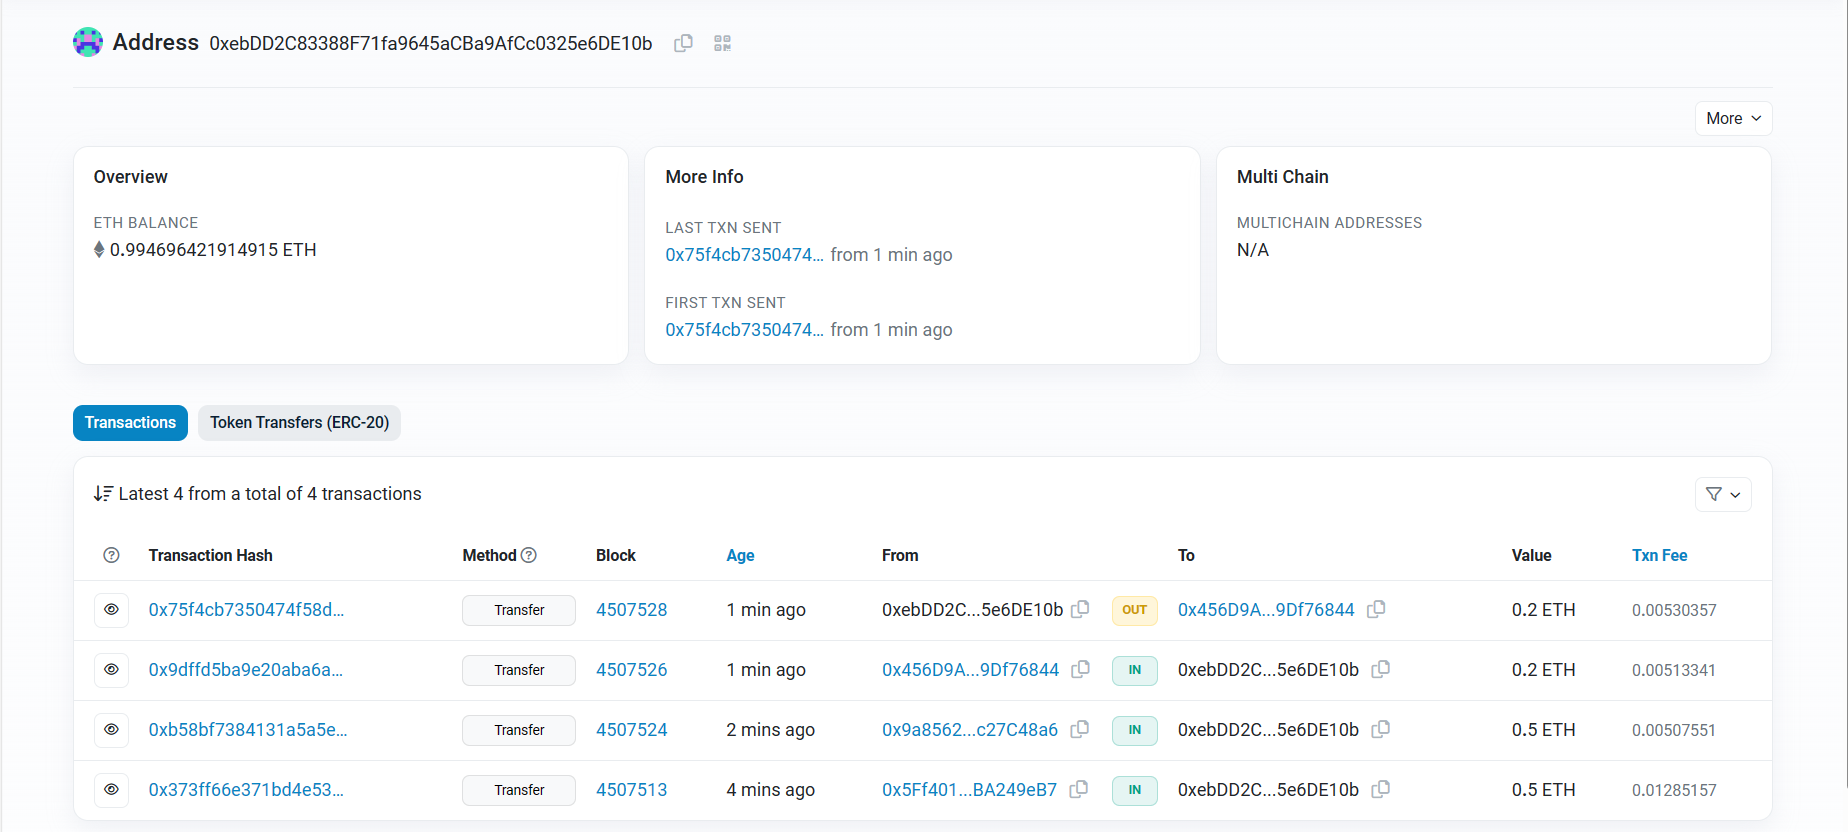 Address 0xebDD2C83388F71fa9645aCBa9AfCc0325e6DE10b
More
Overview
ETH BALANCE
0.994696421914915 ETH
More Info
LAST TXN SENT
0x75f4cb7350474... from 1 min ago
FIRST TXN SENT
0x75f4cb7350474... from 1 min ago
Multi Chain
MULTICHAIN ADDRESSES
N/A
Transactions Token Transfers (ERC-20)
Latest 4 from a total of 4 transactions
Transaction Hash Method Block Age From To Value Txn Fee
0x75f4cb7350474f58d... Transfer 4507528 1 min ago 0xebDD2C...5e6DE10b OUT 0x456D9A...9Df76844 0.2 ETH 0.00530357
0x9dffd5ba9e20aba6a... Transfer 4507526 1 min ago 0x456D9A...9Df76844 IN 0xebDD2C...5e6DE10b 0.2 ETH 0.00513341
0xb58bf7384131a5a5e... Transfer 4507524 2 mins ago 0x9a8562...c27C48a6 IN 0xebDD2C...5e6DE10b 0.5 ETH 0.00507551
0x373ff66e371bd4e53... Transfer 4507513 4 mins ago 0x5Ff401...BA249eB7 IN 0xebDD2C...5e6DE10b 0.5 ETH 0.01285157